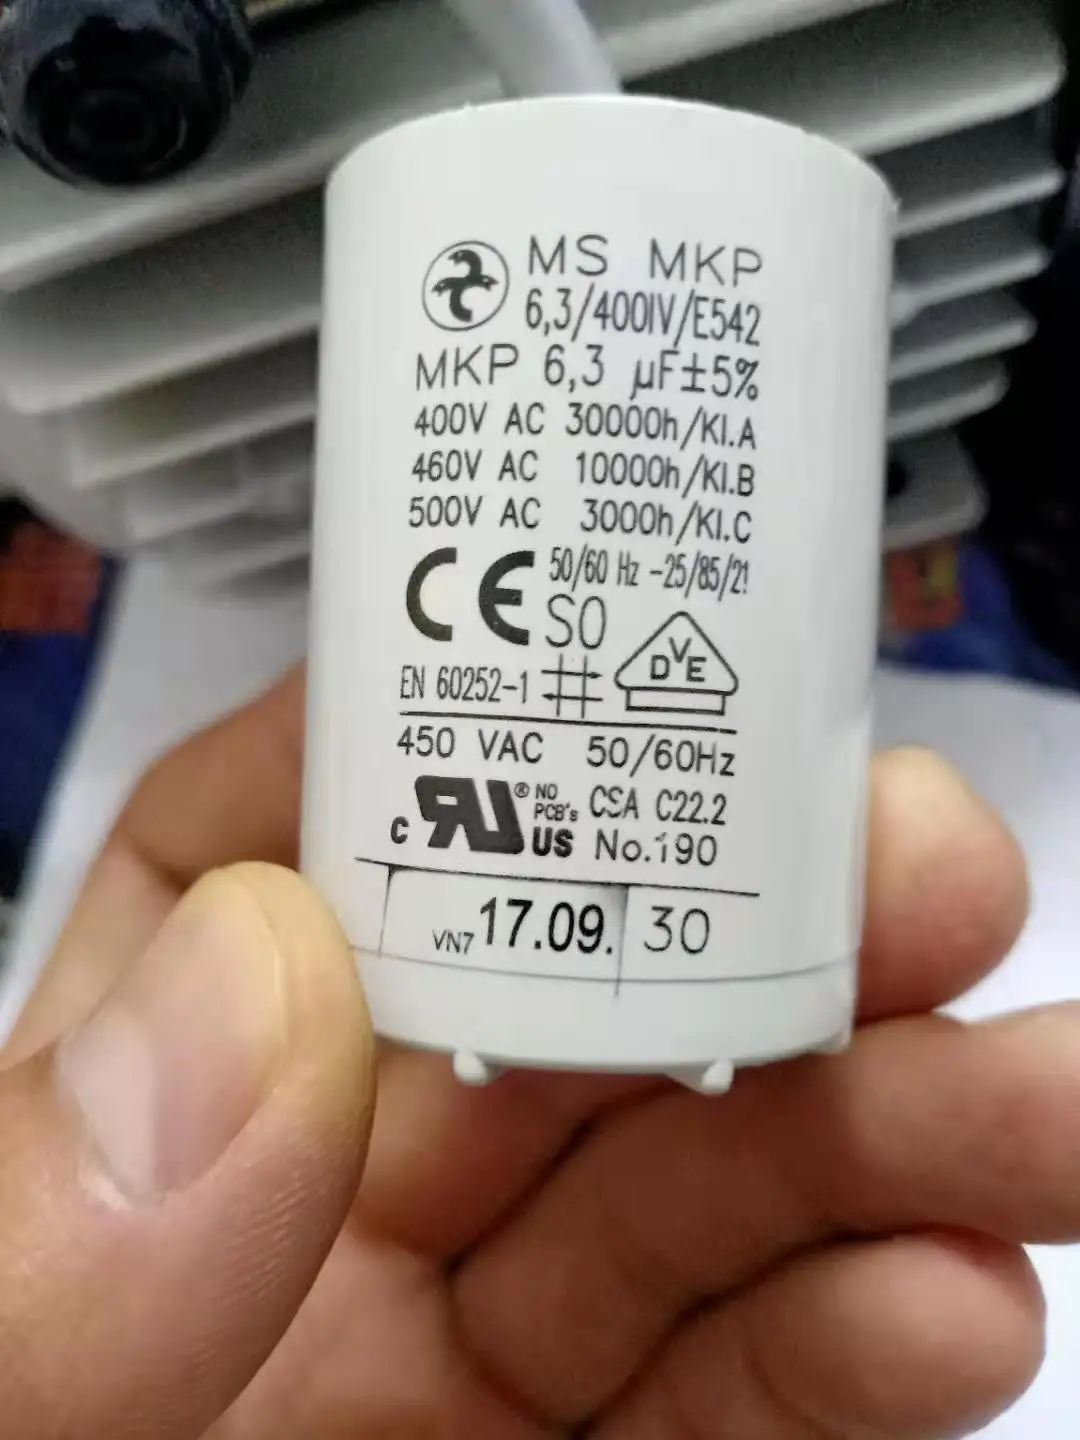 MS MKP
6,3/400IV/E542
MKP 6,3 µF±5%
400V AC 30000h/Kl.A
460V AC 10000h/Kl.B
500V AC 3000h/Kl.C
CE 50/60 Hz -25/85/21
S0
DVE
EN 60252-1
450 VAC 50/60Hz
c RU ® NO PCB's US CSA C22.2
No.190
VN7 17.09. 30